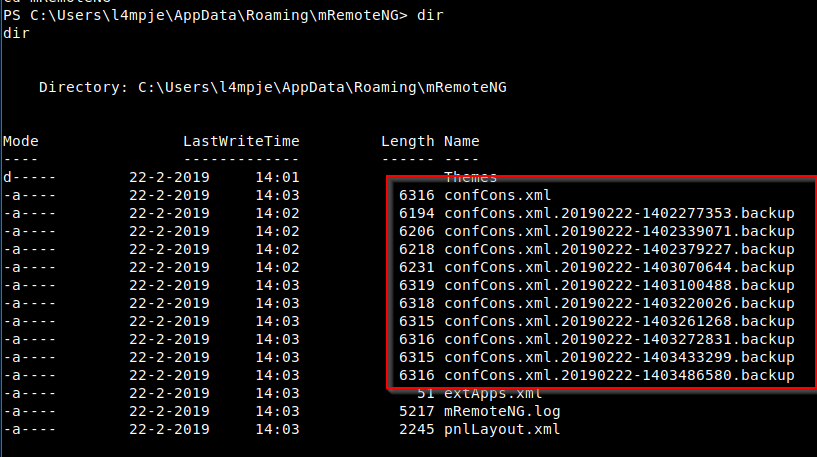 cd mRemoteNG
PS C:\Users\l4mpje\AppData\Roaming\mRemoteNG> dir
dir
Directory: C:\Users\l4mpje\AppData\Roaming\mRemoteNG
Mode LastWriteTime Length Name
---- ------------- ------ ----
d----- 22-2-2019 14:01 Themes
-a---- 22-2-2019 14:03 6316 confCons.xml
-a---- 22-2-2019 14:02 6194 confCons.xml.20190222-1402277353.backup
-a---- 22-2-2019 14:02 6206 confCons.xml.20190222-1402339071.backup
-a---- 22-2-2019 14:02 6218 confCons.xml.20190222-1402379227.backup
-a---- 22-2-2019 14:02 6231 confCons.xml.20190222-1403070644.backup
-a---- 22-2-2019 14:03 6319 confCons.xml.20190222-1403100488.backup
-a---- 22-2-2019 14:03 6318 confCons.xml.20190222-1403220026.backup
-a---- 22-2-2019 14:03 6315 confCons.xml.20190222-1403261268.backup
-a---- 22-2-2019 14:03 6316 confCons.xml.20190222-1403272831.backup
-a---- 22-2-2019 14:03 6315 confCons.xml.20190222-1403433299.backup
-a---- 22-2-2019 14:03 6316 confCons.xml.20190222-1403486580.backup
-a---- 22-2-2019 14:03 51 extApps.xml
-a---- 22-2-2019 14:03 5217 mRemoteNG.log
-a---- 22-2-2019 14:03 2245 pnlLayout.xml